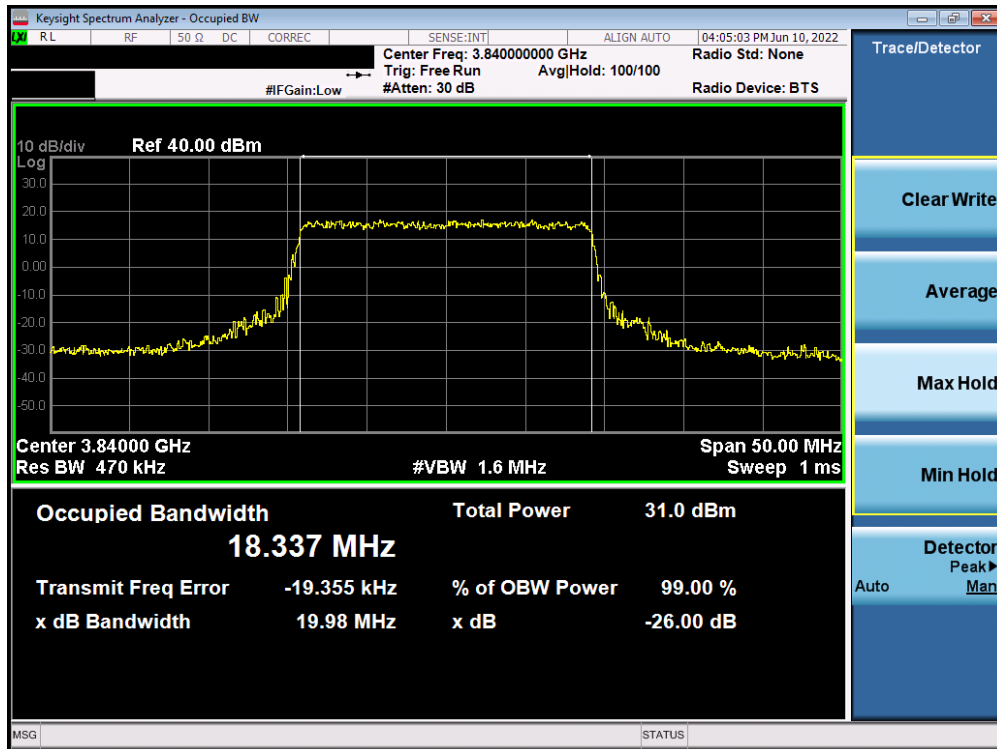 Keysight Spectrum Analyzer - Occupied BW
LXI RL RF 50 Ω DC CORREC SENSE:INT ALIGN AUTO 04:05:03 PM Jun 10, 2022
Center Freq: 3.840000000 GHz Radio Std: None
Trig: Free Run Avg|Hold: 100/100
#IFGain:Low #Atten: 30 dB Radio Device: BTS
10 dB/div Ref 40.00 dBm
Log
30.0
20.0
10.0
0.00
-10.0
-20.0
-30.0
-40.0
-50.0
Center 3.84000 GHz Span 50.00 MHz
Res BW 470 kHz #VBW 1.6 MHz Sweep 1 ms
Occupied Bandwidth Total Power 31.0 dBm
18.337 MHz
Transmit Freq Error -19.355 kHz % of OBW Power 99.00 %
x dB Bandwidth 19.98 MHz x dB -26.00 dB
Trace/Detector
Clear Write
Average
Max Hold
Min Hold
Detector
Peak▶
Auto Man
MSG STATUS